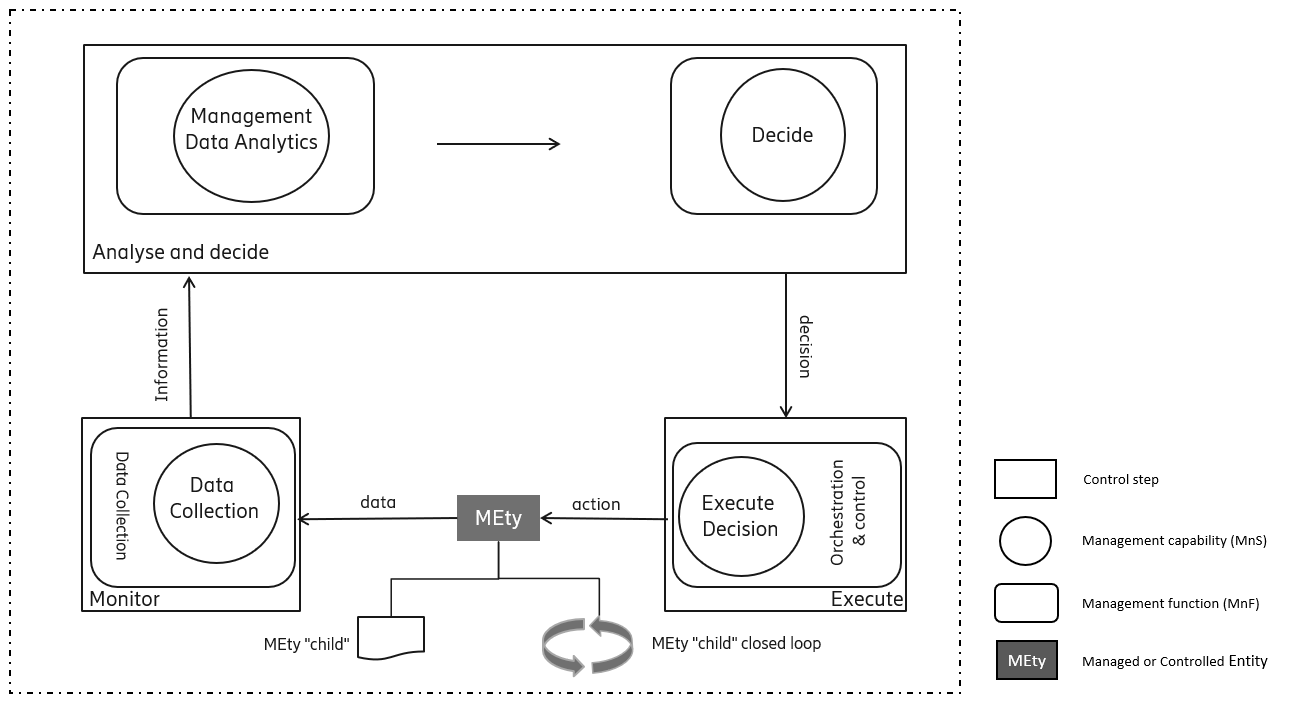 Management
Data Analytics
Decide
Analyse and decide
Information
decision
Data Collection
Data
Collection
Monitor
data
MEty
action
Execute
Decision
Orchestration
& control
Execute
MEty "child"
MEty "child" closed loop
Control step
Management capability (MnS)
Management function (MnF)
MEty
Managed or Controlled Entity